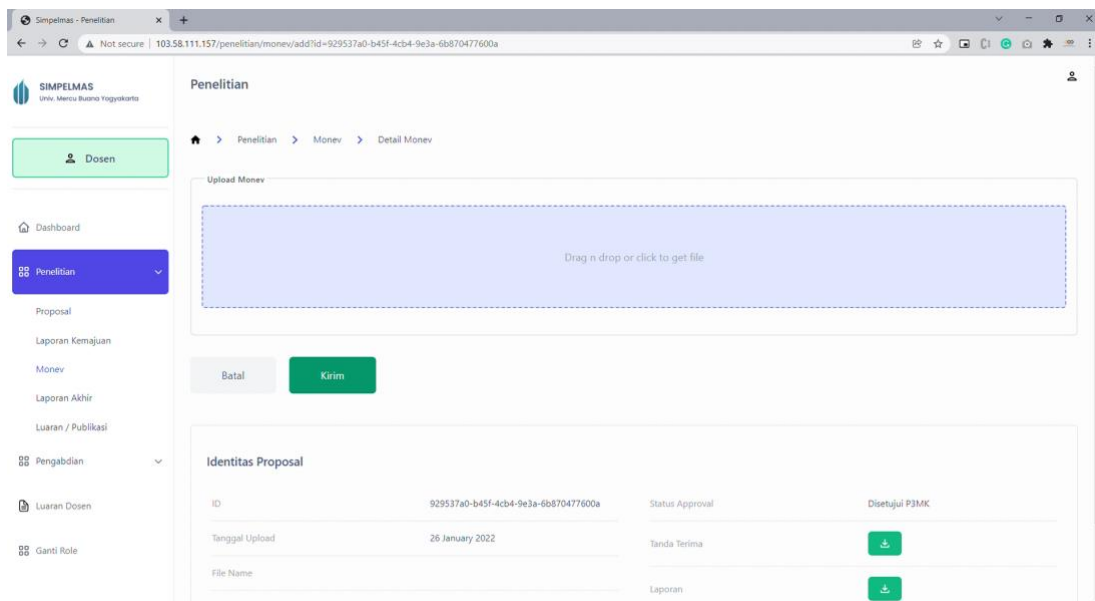 Simpelmas - Penelitian
Not secure | 103.58.111.157/penelitian/monev/add?id=929537a0-b45f-4cb4-9e3a-6b870477600a
SIMPELMAS
Univ. Mercu Buana Yogyakarta
Dosen
Dashboard
Penelitian
Proposal
Laporan Kemajuan
Monev
Laporan Akhir
Luaran / Publikasi
Pengabdian
Luaran Dosen
Ganti Role
Penelitian
Penelitian > Monev > Detail Monev
Upload Monev
Drag n drop or click to get file
Batal Kirim
Identitas Proposal
ID 929537a0-b45f-4cb4-9e3a-6b870477600a
Tanggal Upload 26 January 2022
File Name
Status Approval Disetujui P3MK
Tanda Terima
Laporan